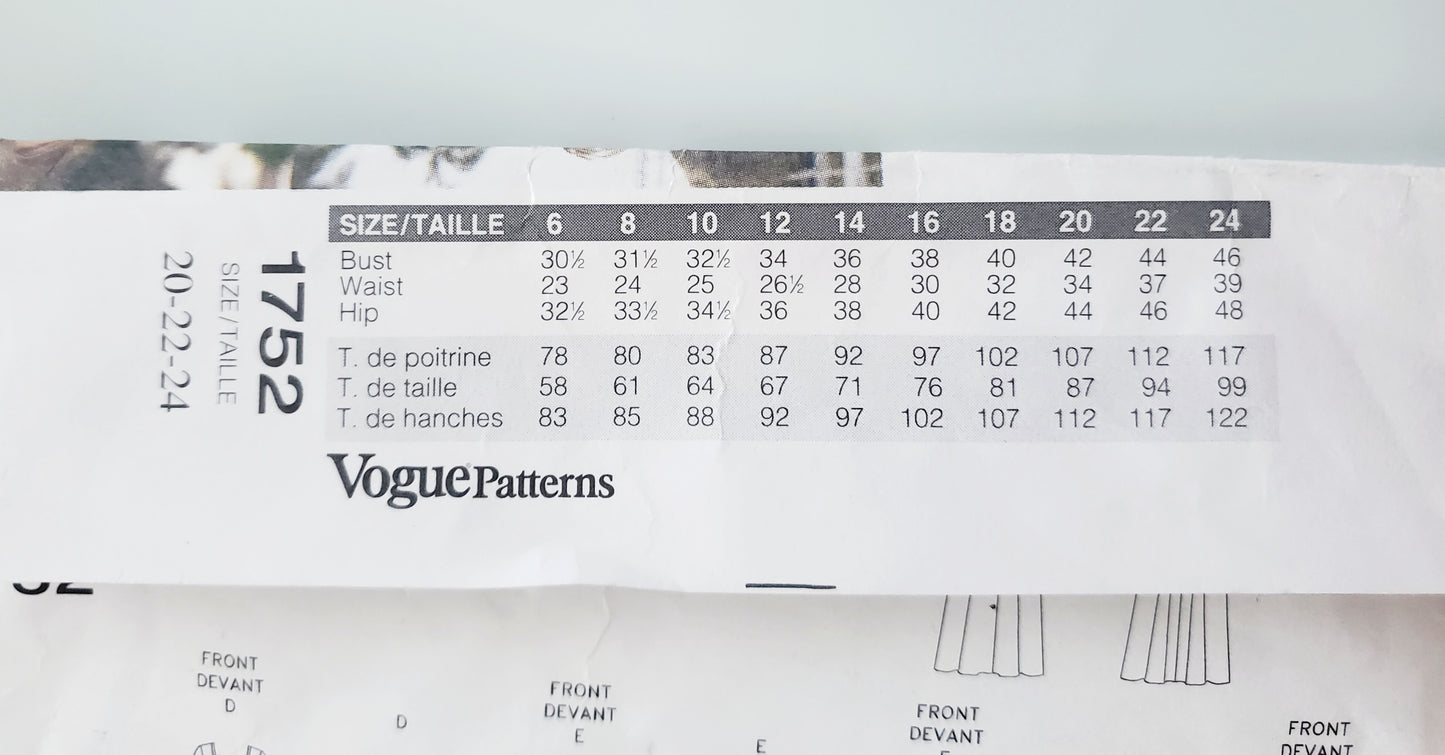 1752
SIZE/TAILLE
20-22-24
SIZE/TAILLE 6 8 10 12 14 16 18 20 22 24
Bust 30½ 31½ 32½ 34 36 38 40 42 44 46
Waist 23 24 25 26½ 28 30 32 34 37 39
Hip 32½ 33½ 34½ 36 38 40 42 44 46 48
T. de poitrine 78 80 83 87 92 97 102 107 112 117
T. de taille 58 61 64 67 71 76 81 87 94 99
T. de hanches 83 85 88 92 97 102 107 112 117 122
Vogue Patterns
FRONT
DEVANT
D
D
FRONT
DEVANT
E
E
FRONT
DEVANT
FRONT
DEVANT